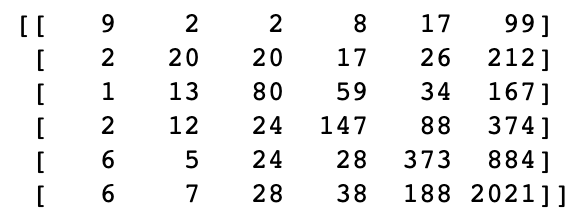 [[ 9 2 2 8 17 99]
[ 2 20 20 17 26 212]
[ 1 13 80 59 34 167]
[ 2 12 24 147 88 374]
[ 6 5 24 28 373 884]
[ 6 7 28 38 188 2021]]